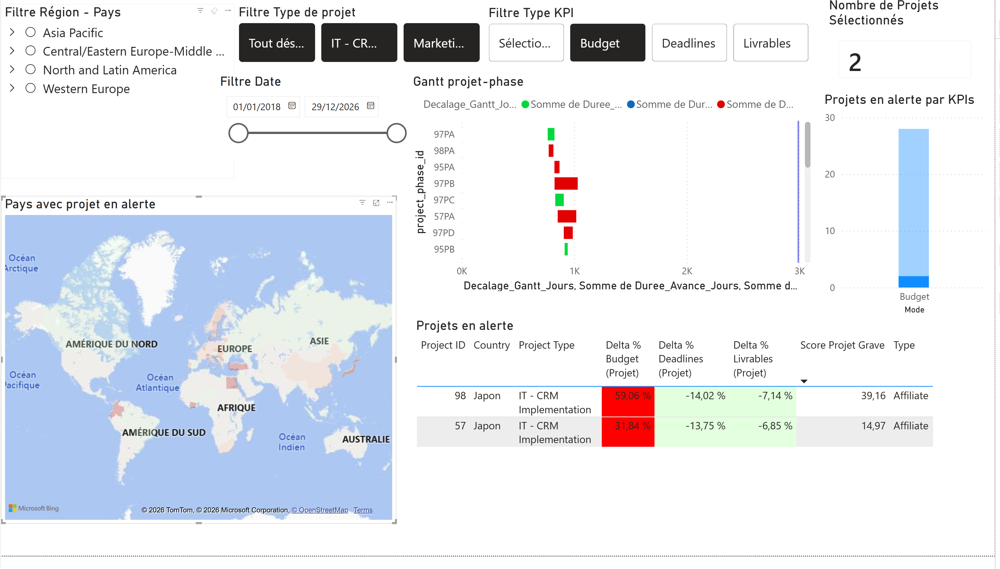 Filtre Région - Pays
Asia Pacific
Central/Eastern Europe-Middle ...
North and Latin America
Western Europe
Filtre Type de projet
Tout dés...
IT - CR...
Marketi...
Filtre Type KPI
Sélectio...
Budget
Deadlines
Livrables
Nombre de Projets
Sélectionnés
2
Filtre Date
01/01/2018
29/12/2026
Gantt projet-phase
Decalage_Gantt_Jo...
Somme de Duree_...
Somme de Dur...
Somme de D...
project_phase_id
97PA
98PA
95PA
97PB
97PC
57PA
97PD
95PB
0K
1K
2K
3K
Decalage_Gantt_Jours, Somme de Duree_Avance_Jours, Somme d...
Projets en alerte par KPIs
30
20
10
0
Budget
Mode
Pays avec projet en alerte
Océan
Arctique
AMÉRIQUE DU NORD
EUROPE
ASIE
Océan
Pacifique
Océan
Atlantique
AFRIQUE
AMÉRIQUE DU SUD
Océan
Indien
AUSTRALIE
Microsoft Bing
© 2026 TomTom, © 2026 Microsoft Corporation, © OpenStreetMap Terms
Projets en alerte
Project ID
Country
Project Type
Delta %
Budget
(Projet)
Delta %
Deadlines
(Projet)
Delta %
Livrables
(Projet)
Score Projet Grave
Type
98 Japon IT - CRM 59,06 % -14,02 % -7,14 % 39,16 Affiliate
Implementation
57 Japon IT - CRM 31,84 % -13,75 % -6,85 % 14,97 Affiliate
Implementation